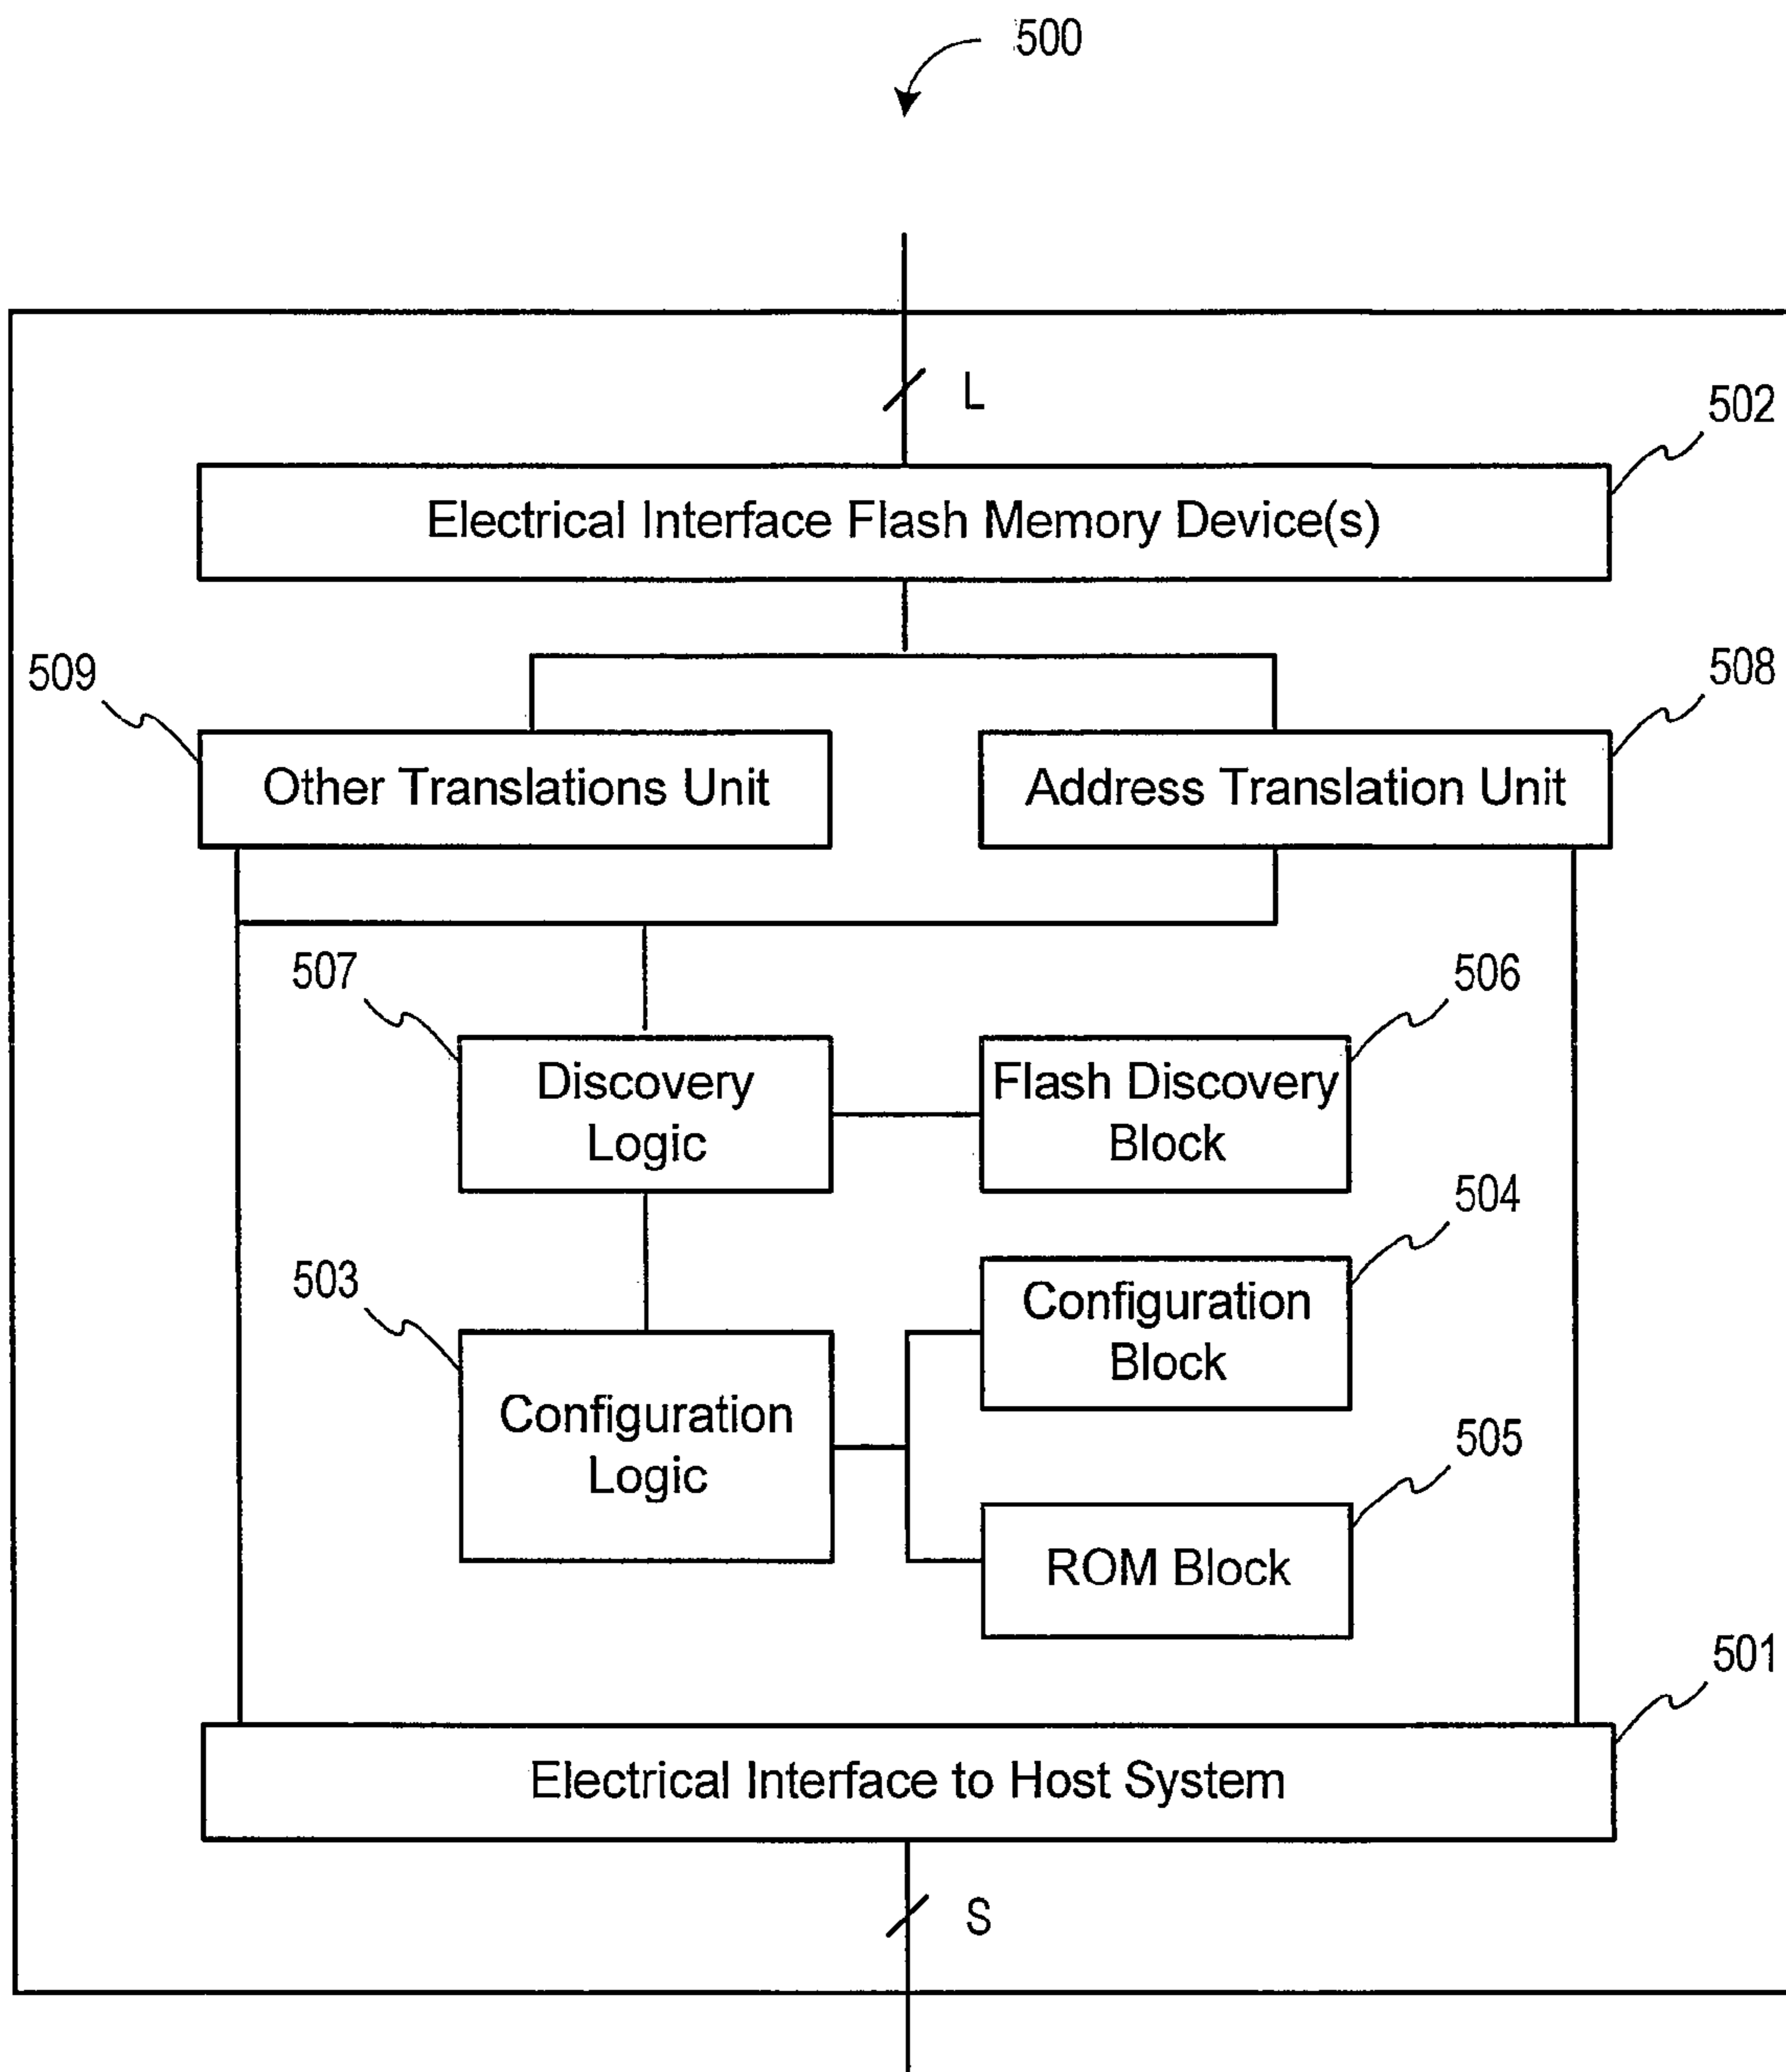 500
L
502
Electrical Interface Flash Memory Device(s)
509
508
Other Translations Unit
Address Translation Unit
507
506
Discovery
Logic
Flash Discovery
Block
504
503
Configuration
Block
Configuration
Logic
505
ROM Block
501
Electrical Interface to Host System
S